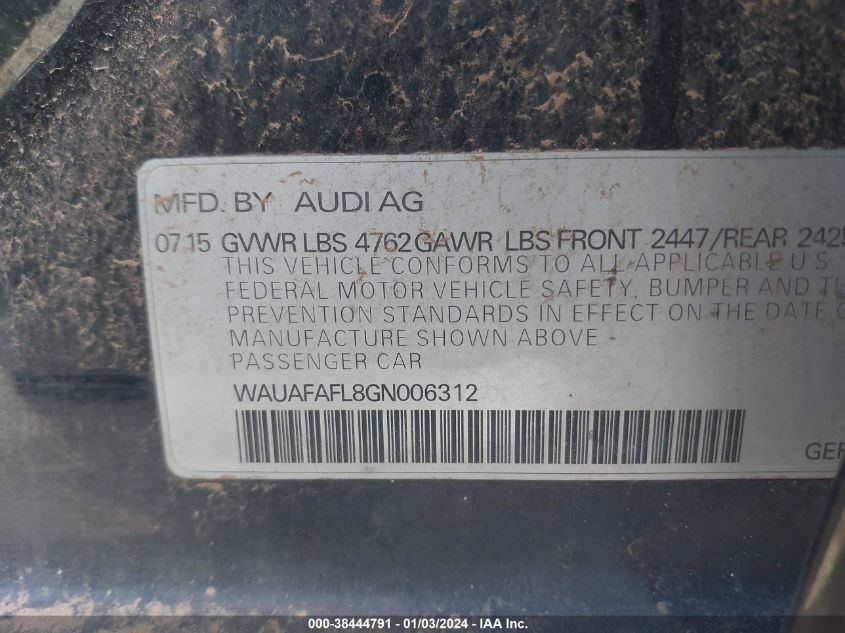 MFD. BY AUDI AG
07 15 GVWR LBS 4762 GAWR LBS FRONT 2447/REAR 2425
THIS VEHICLE CONFORMS TO ALL APPLICABLE U S
FEDERAL MOTOR VEHICLE SAFETY, BUMPER AND
PREVENTION STANDARDS IN EFFECT ON THE DATE
MANUFACTURE SHOWN ABOVE
PASSENGER CAR
WAUAFAFL8GN006312
000-38444791 - 01/03/2024 - IAA Inc.